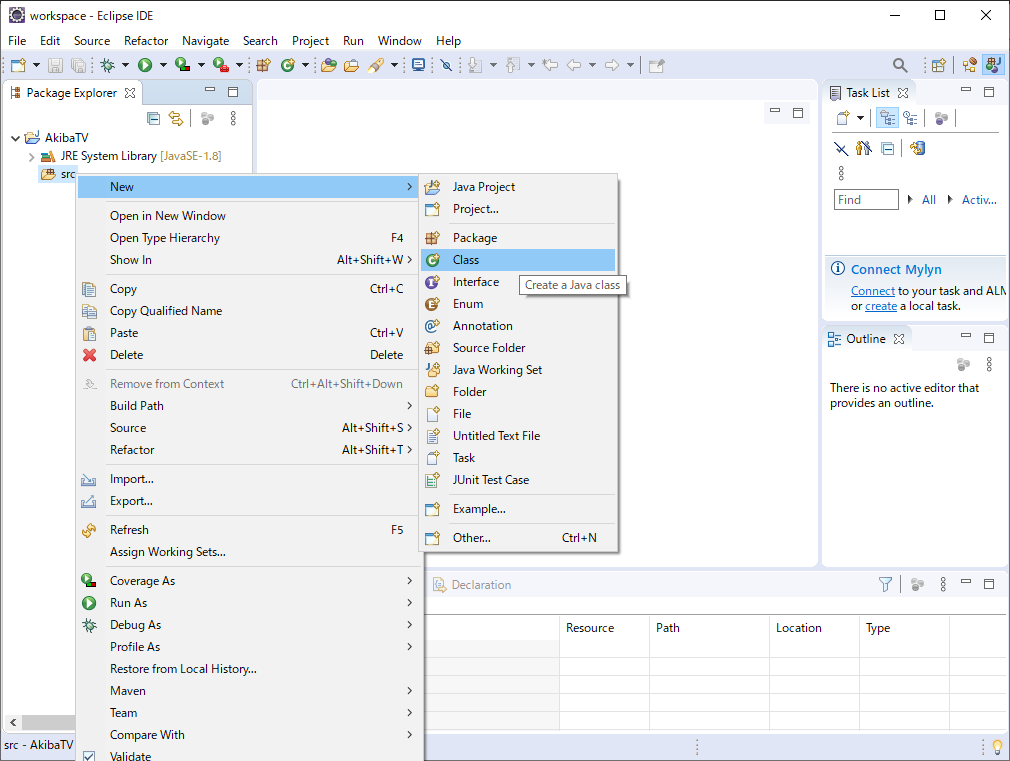 workspace - Eclipse IDE
File Edit Source Refactor Navigate Search Project Run Window Help
Package Explorer
AkibaTV
JRE System Library [JavaSE-1.8]
src
New
Open in New Window
Open Type Hierarchy F4
Show In Alt+Shift+W
Copy Ctrl+C
Copy Qualified Name
Paste Ctrl+V
Delete Delete
Remove from Context Ctrl+Alt+Shift+Down
Build Path
Source Alt+Shift+S
Refactor Alt+Shift+T
Import...
Export...
Refresh F5
Assign Working Sets...
Coverage As
Run As
Debug As
Profile As
Restore from Local History...
Maven
Team
Compare With
Validate
Java Project
Project...
Package
Class
Interface
Create a Java class
Enum
Annotation
Source Folder
Java Working Set
Folder
File
Untitled Text File
Task
JUnit Test Case
Example...
Other... Ctrl+N
Task List
Find All Activ...
Connect Mylyn
Connect to your task and ALM
or create a local task.
Outline
There is no active editor that
provides an outline.
Declaration
Resource Path Location Type
src - AkibaTV